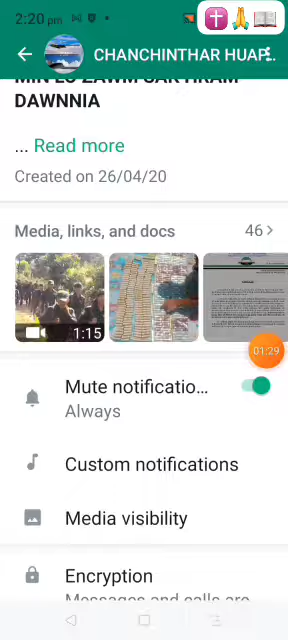 2:20 pm
CHANCHINTHAR HUAP...
DAWNNIA
... Read more
Created on 26/04/20
Media, links, and docs 46 >
1:15
01:29
Mute notificatio...
Always
Custom notifications
Media visibility
Encryption
Messages and calls are